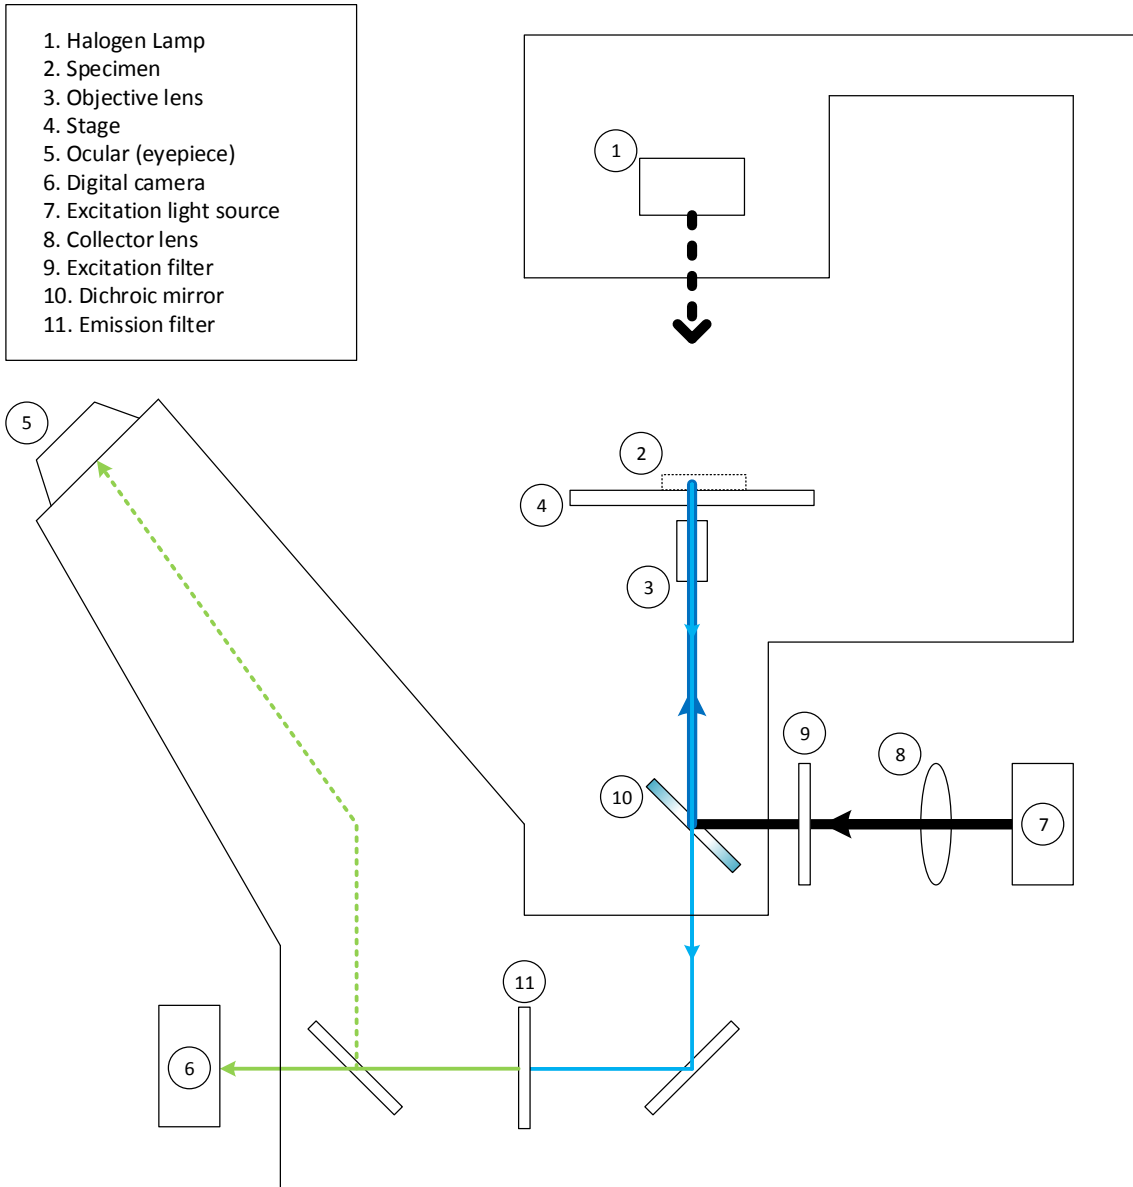 1. Halogen Lamp
2. Specimen
3. Objective lens
4. Stage
5. Ocular (eyepiece)
6. Digital camera
7. Excitation light source
8. Collector lens
9. Excitation filter
10. Dichroic mirror
11. Emission filter
1
5
2
4
3
9
8
10
7
11
6